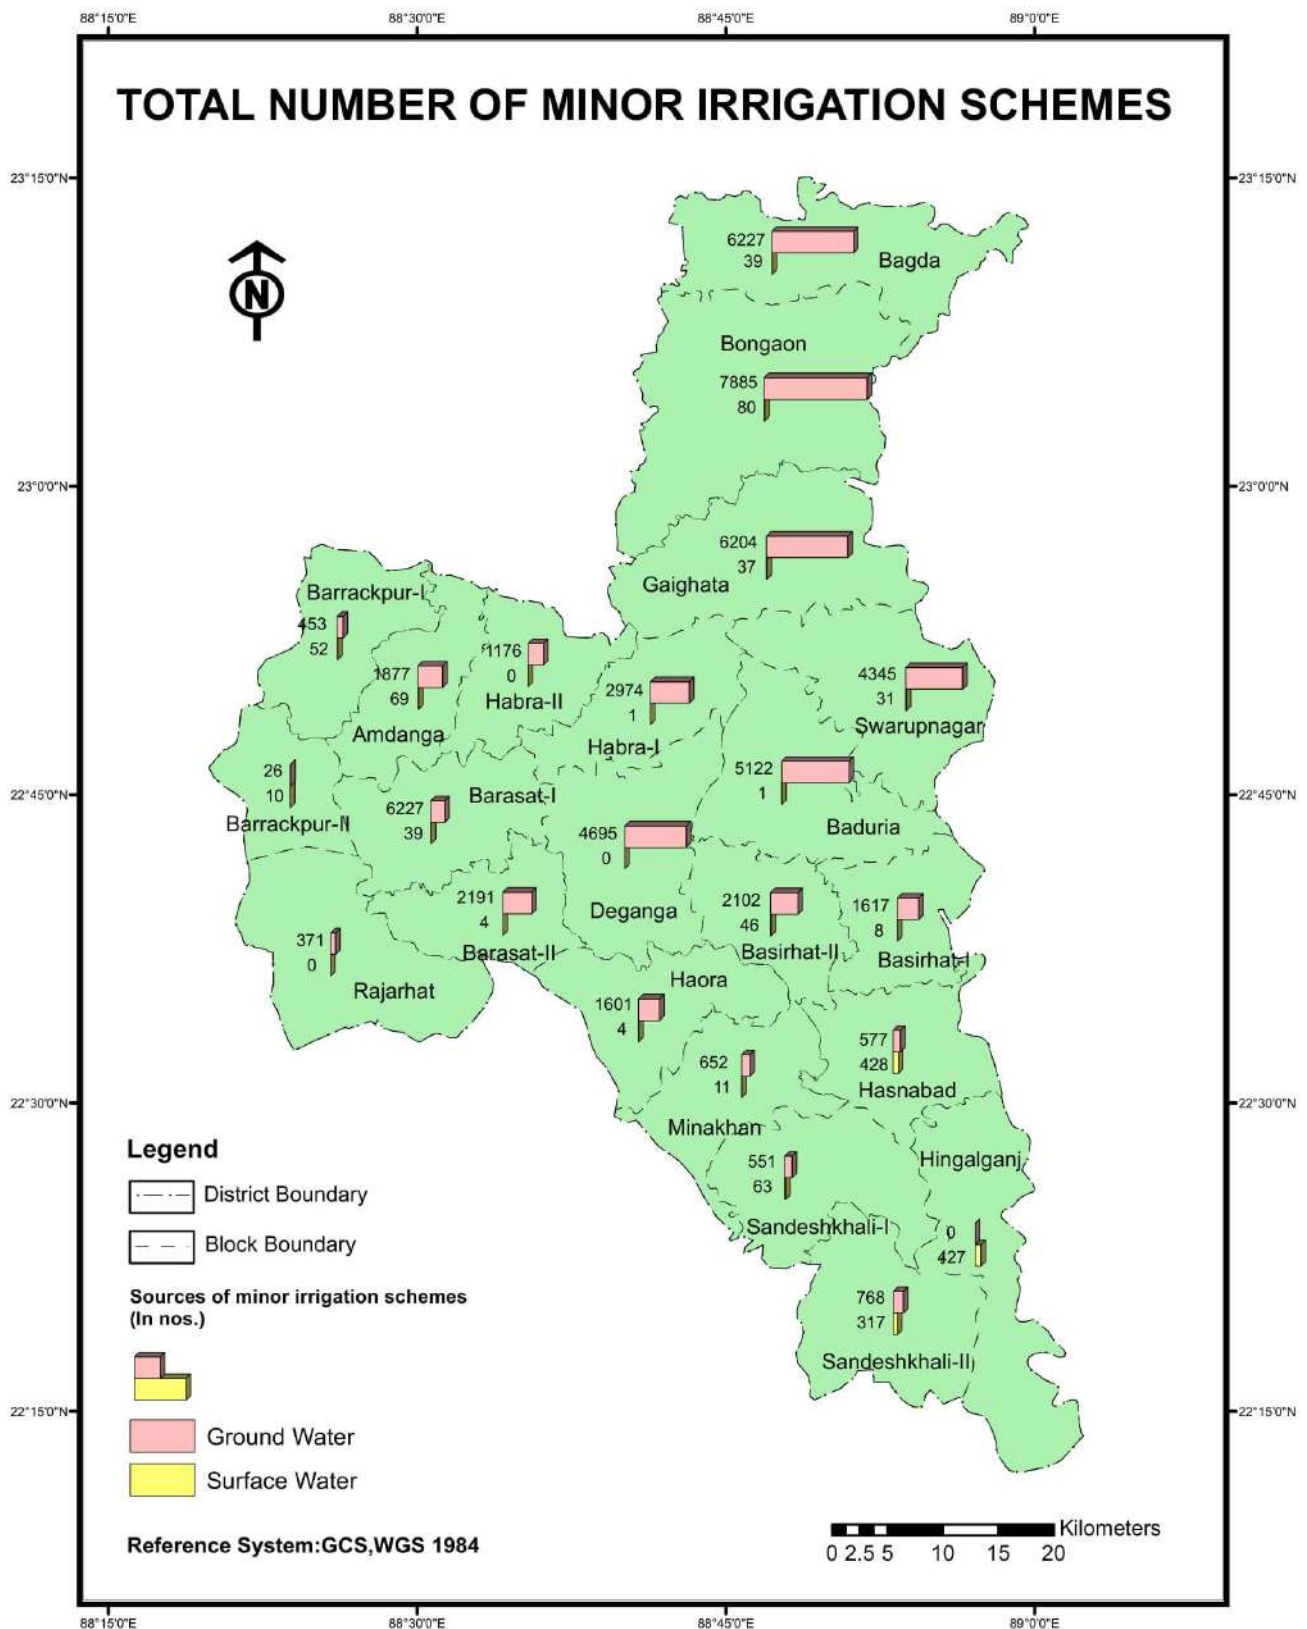 88°15'0"E 88°30'0"E 88°45'0"E 89°0'0"E
TOTAL NUMBER OF MINOR IRRIGATION SCHEMES
23°15'0"N 23°15'0"N
N
6227
39
Bagda
Bongaon
7885
80
23°0'0"N 23°0'0"N
6204
37
Gaighata
Barrackpur-I
453
52
1877
69
Amdanga
1176
0
Habra-II
2974
1
Habra-I
4345
31
Swarupnagar
26
10
Barrackpur-II
6227
39
Barasat-I
5122
1
Baduria
22°45'0"N 22°45'0"N
4695
0
Deganga
2191
4
Barasat-II
2102
46
Basirhat-II
1617
8
Basirhat-I
371
0
Rajarhat
Haora
1601
4
652
11
Minakhan
577
428
Hasnabad
22°30'0"N 22°30'0"N
551
63
Sandeshkhali-I
Hingalganj
0
427
768
317
Sandeshkhali-II
22°15'0"N 22°15'0"N
Legend
District Boundary
Block Boundary
Sources of minor irrigation schemes
(In nos.)
Ground Water
Surface Water
Reference System:GCS,WGS 1984
Kilometers
0 2.5 5 10 15 20
88°15'0"E 88°30'0"E 88°45'0"E 89°0'0"E